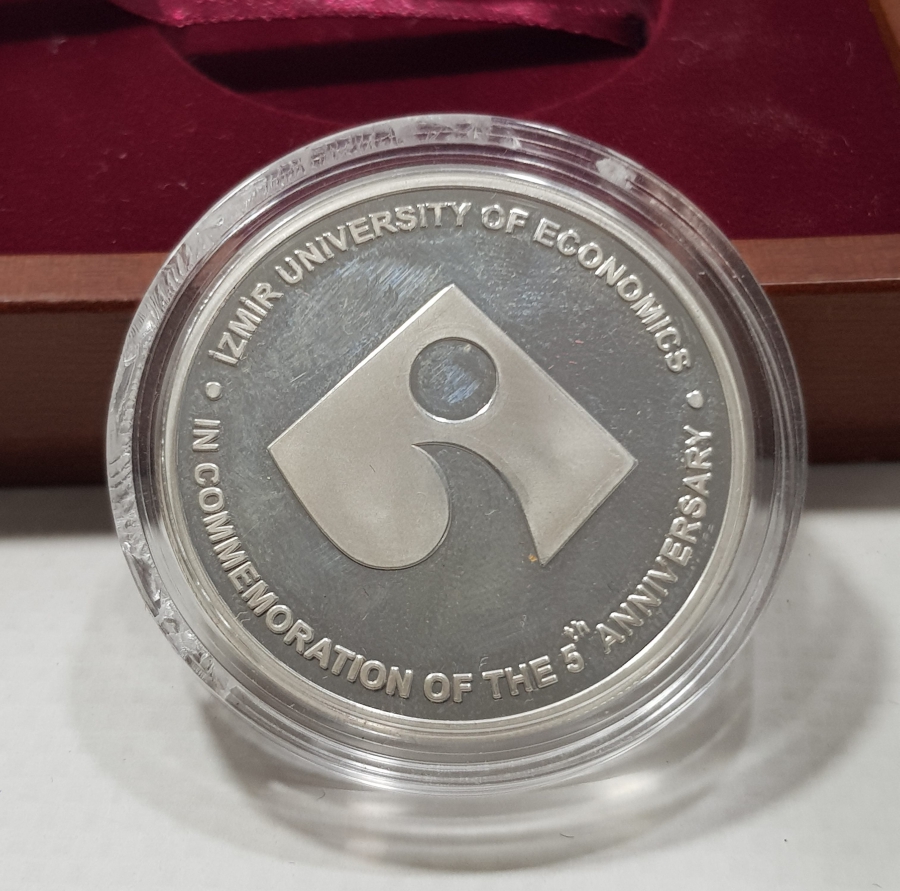 İZMİR UNIVERSITY OF ECONOMICS
IN COMMEMORATION OF THE 5th ANNIVERSARY